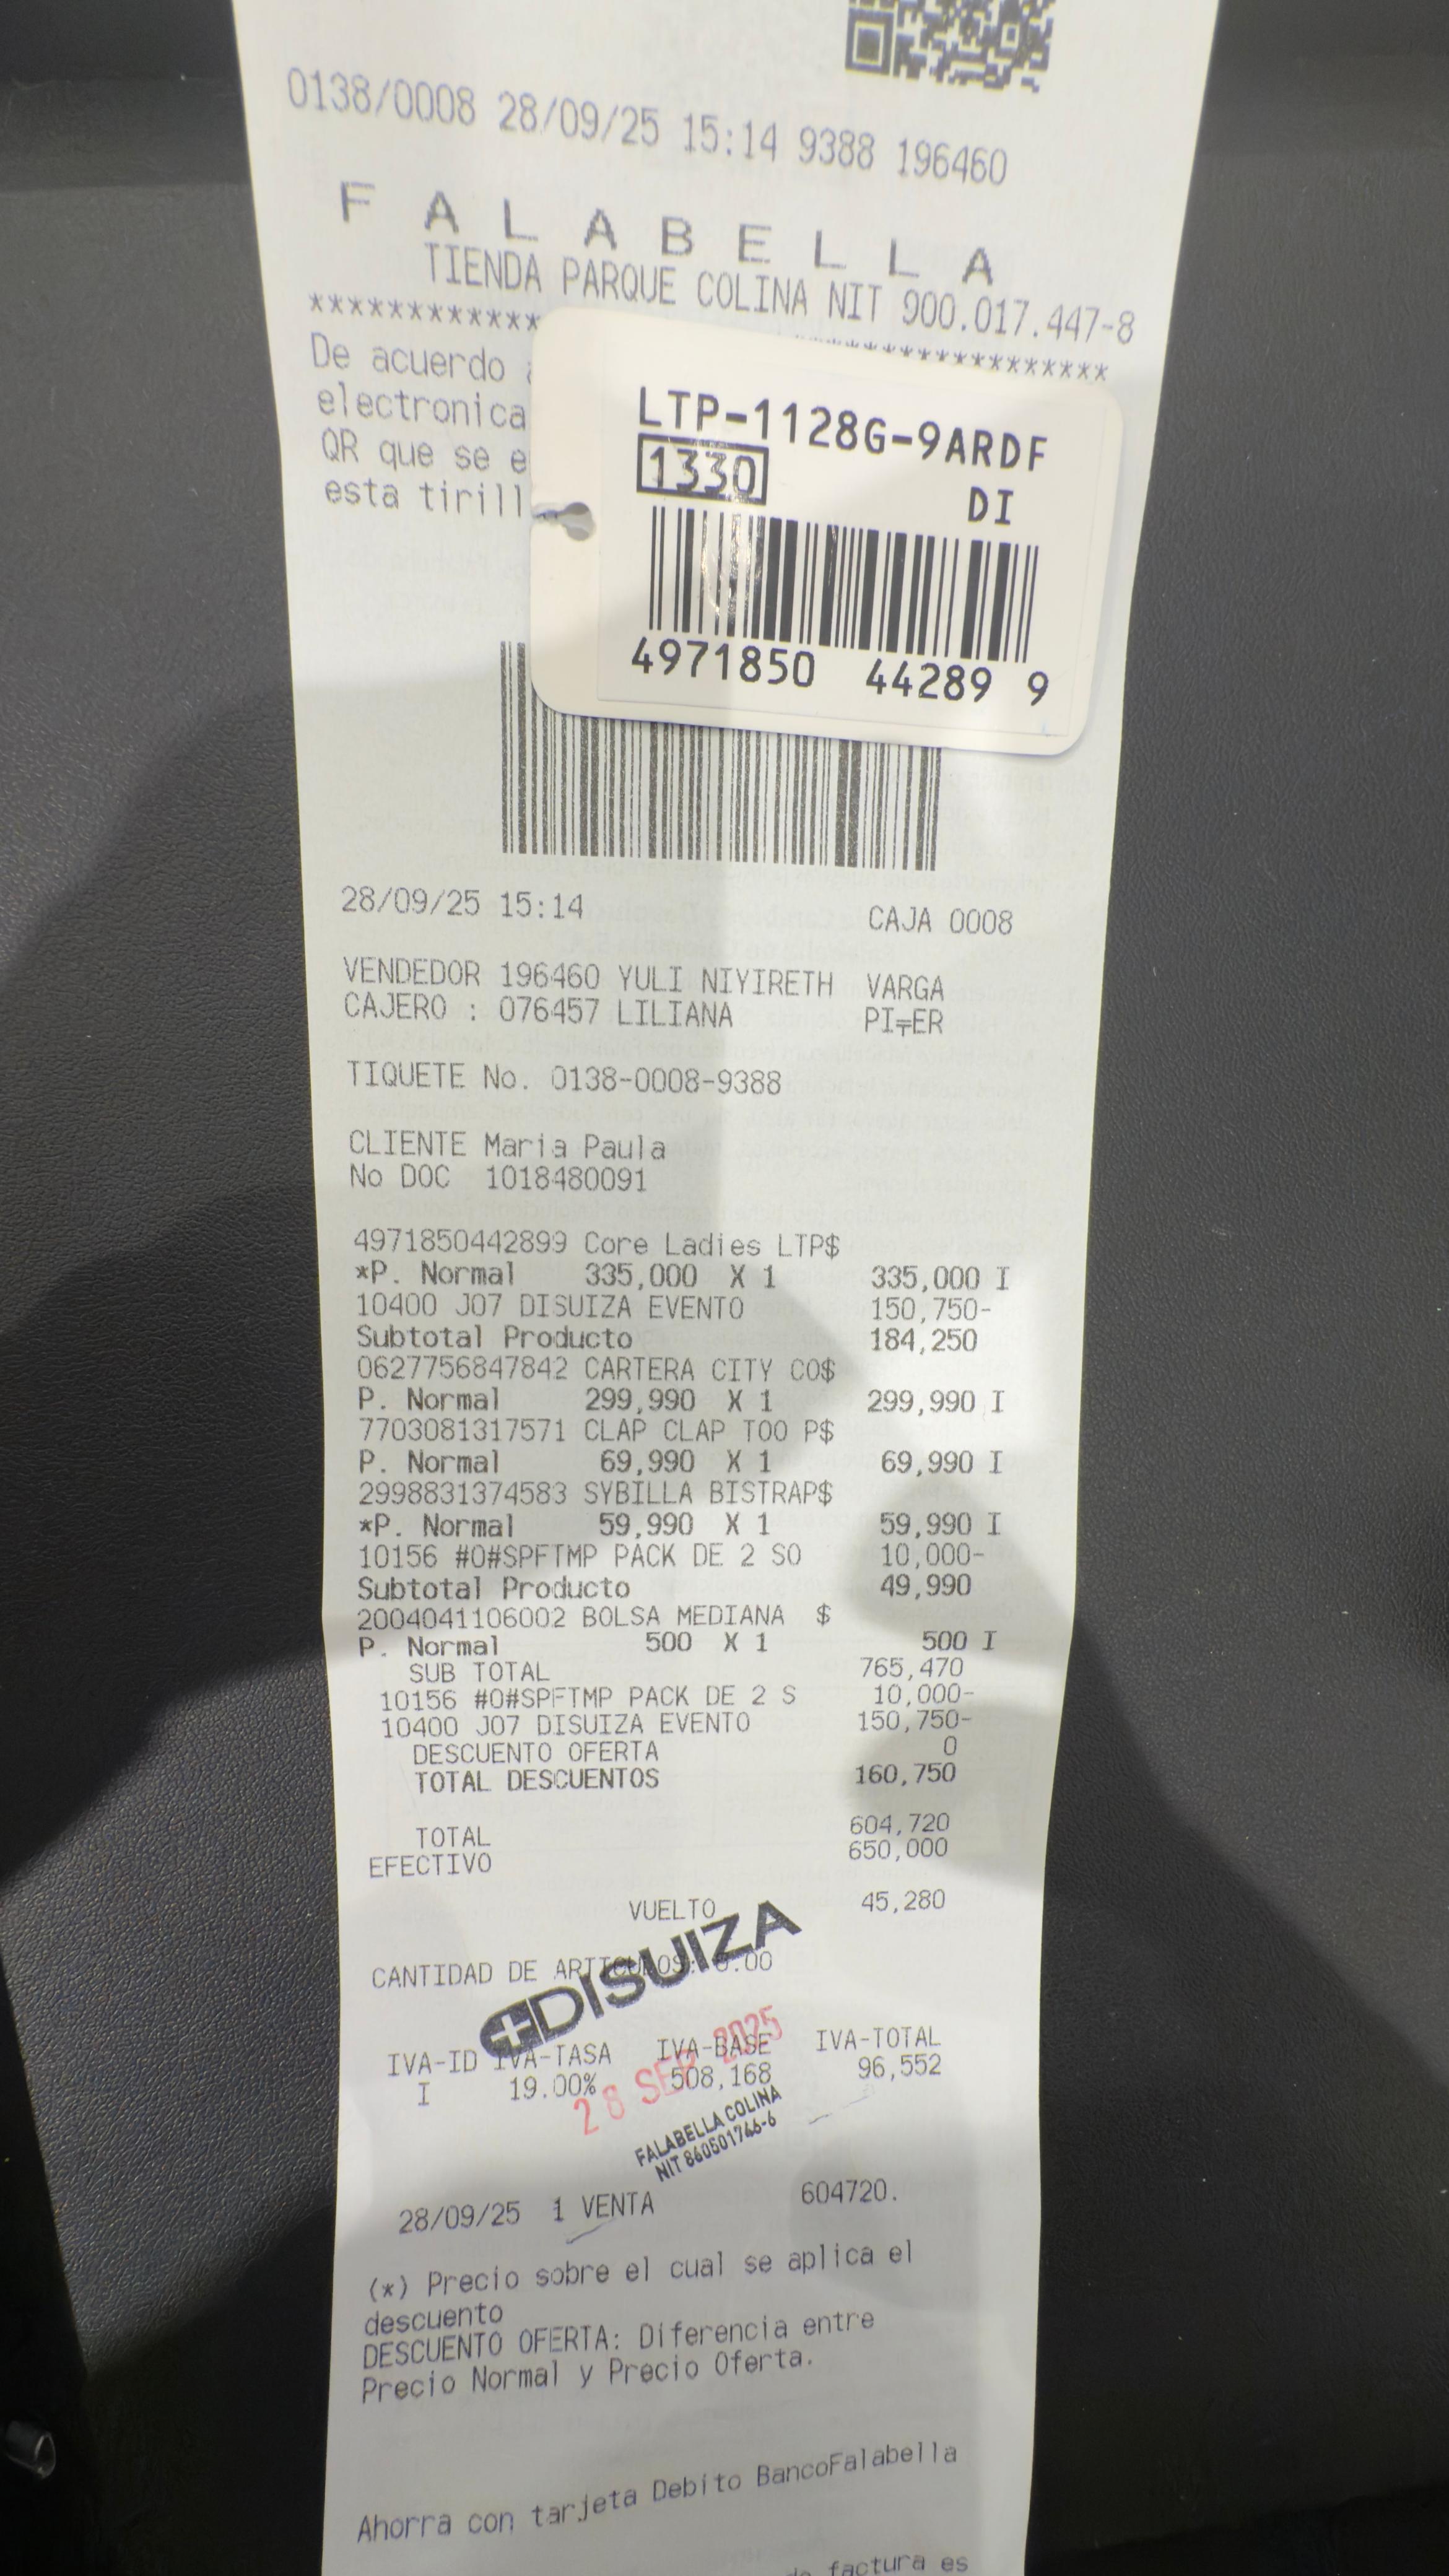 0138/0008 28/09/25 15:14 9388 196460
F A L A B E L L A
TIENDA PARQUE COLINA NIT 900.017.447-8
De acuerdo
electronica
QR que se e
esta tirill
LTP-1128G-9ARDF
1330
DI
4971850 44289 9
28/09/25 15:14 CAJA 0008
VENDEDOR 196460 YULI NIYIRETH VARGA
CAJERO : 076457 LILIANA
TIQUETE No. 0138-0008-9388
CLIENTE Maria Paula
No DOC 1018480091
4971850442899 Core Ladies LTP$
*P. Normal 335,000 X 1 335,000 I
10400 J07 DISUIZA EVENTO 150,750-
Subtotal Producto 184,250
0627756847842 CARTERA CITY CO$
P. Normal 299,990 X 1 299,990 I
7703081317571 CLAP CLAP TOO P$
P. Normal 69,990 X 1 69,990 I
2998831374583 SYBILLA BISTRAP$
*P. Normal 59,990 X 1 59,990 I
10156 #0#SPFTMP PACK DE 2 SO 10,000-
Subtotal Producto 49,990
2004041106002 BOLSA MEDIANA $
P. Normal 500 X 1 500 I
SUB TOTAL 765,470
10156 #0#SPFTMP PACK DE 2 S 10,000-
10400 J07 DISUIZA EVENTO 150,750-
DESCUENTO OFERTA 0
TOTAL DESCUENTOS 160,750
TOTAL 604,720
EFECTIVO 650,000
VUELTO 45,280
CANTIDAD DE ARTICULOS:
DISUIZA
IVA-ID IVA-TASA IVA-BASE IVA-TOTAL
I 19.00% 508,168 96,552
28 SEP 2025
FALABELLA COLINA
NIT 860501746-6
28/09/25 1 VENTA 604720.
(*) Precio sobre el cual se aplica el
descuento
DESCUENTO OFERTA: Diferencia entre
Precio Normal y Precio Oferta.
Ahorra con tarjeta Debito BancoFalabella
factura es